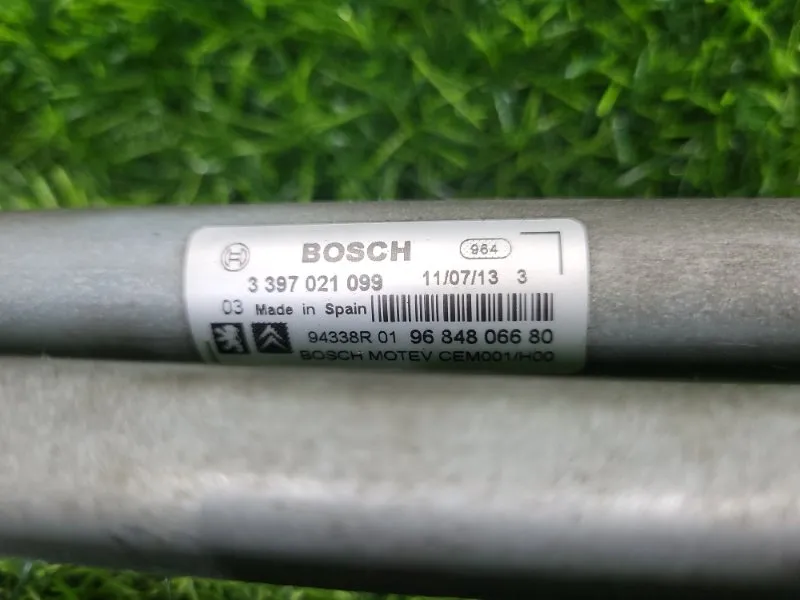 BOSCH 984
3 397 021 099 11/07/13 3
03 Made in Spain
94338R 01 96 848 066 80
BOSCH MOTEV CEM001/H00